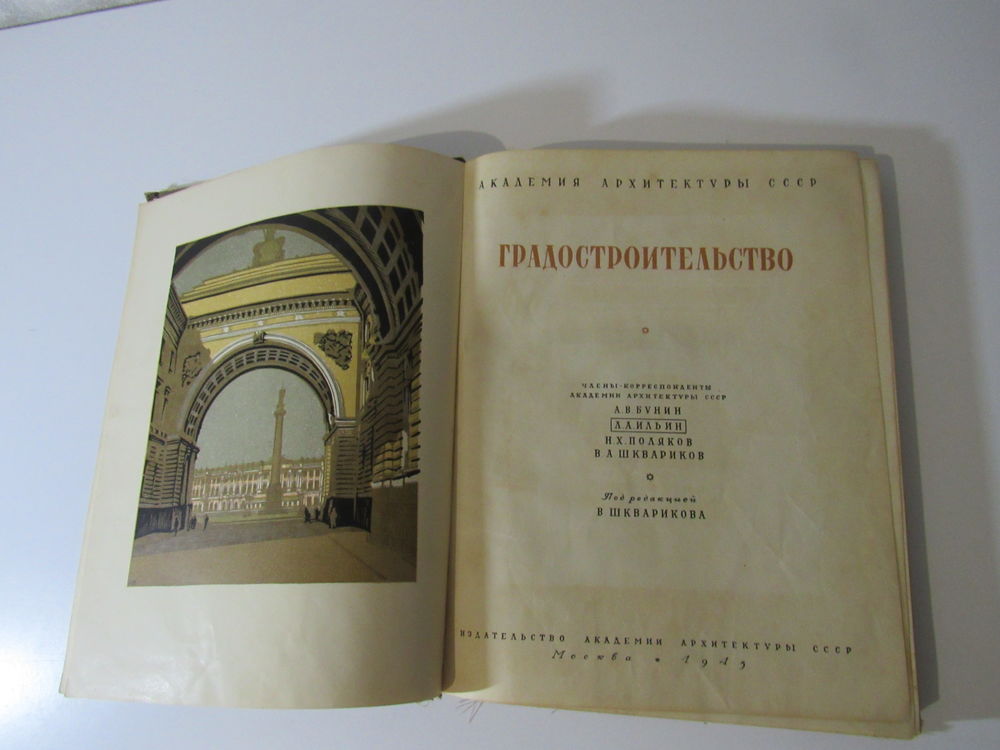 АКАДЕМИЯ АРХИТЕКТУРЫ СССР
ГРАДОСТРОИТЕЛЬСТВО
ЧЛЕНЫ-КОРРЕСПОНДЕНТЫ
АКАДЕМИИ АРХИТЕКТУРЫ СССР
А.В.БУНИН
Л.А.ИЛЬИН
Н.Х.ПОЛЯКОВ
В.А.ШКВАРИКОВ
Под редакцией
В.ШКВАРИКОВА
ИЗДАТЕЛЬСТВО АКАДЕМИИ АРХИТЕКТУРЫ СССР
Москва • 1945